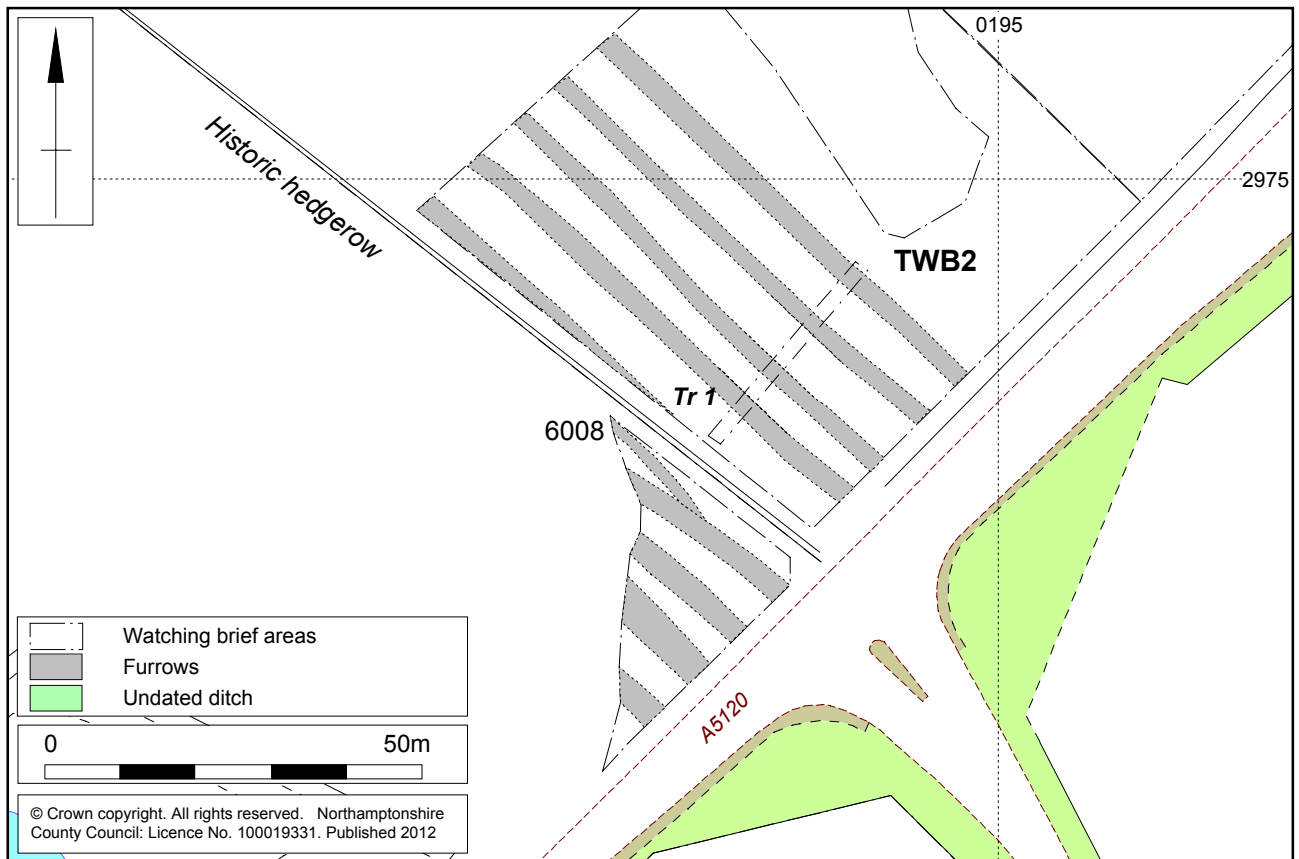 0195
2975
Historic hedgerow
TWB2
Tr 1
6008
A5120
Watching brief areas
Furrows
Undated ditch
0 50m
© Crown copyright. All rights reserved. Northamptonshire
County Council: Licence No. 100019331. Published 2012